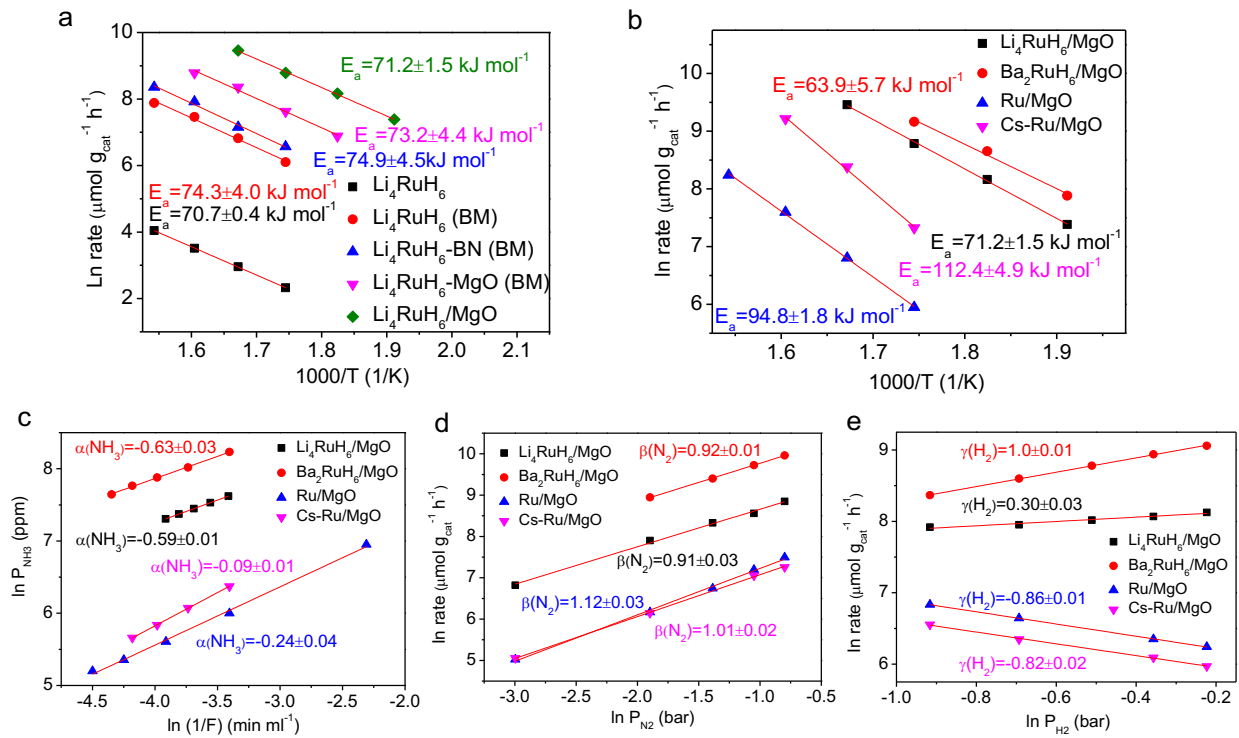 a
Ln rate (μmol g_cat⁻¹ h⁻¹)
10
8
6
4
2
E_a=71.2±1.5 kJ mol⁻¹
E_a=73.2±4.4 kJ mol⁻¹
E_a=74.9±4.5kJ mol⁻¹
E_a=74.3±4.0 kJ mol⁻¹
E_a=70.7±0.4 kJ mol⁻¹
Li₄RuH₆
Li₄RuH₆ (BM)
Li₄RuH₆-BN (BM)
Li₄RuH₆-MgO (BM)
Li₄RuH₆/MgO
1.6 1.7 1.8 1.9 2.0 2.1
1000/T (1/K)
b
ln rate (μmol g_cat⁻¹ h⁻¹)
10
9
8
7
6
Li₄RuH₆/MgO
Ba₂RuH₆/MgO
Ru/MgO
Cs-Ru/MgO
E_a=63.9±5.7 kJ mol⁻¹
E_a=71.2±1.5 kJ mol⁻¹
E_a=112.4±4.9 kJ mol⁻¹
E_a=94.8±1.8 kJ mol⁻¹
1.6 1.7 1.8 1.9
1000/T (1/K)
c
ln P_NH3 (ppm)
8
7
6
5
α(NH₃)=-0.63±0.03
Li₄RuH₆/MgO
Ba₂RuH₆/MgO
Ru/MgO
Cs-Ru/MgO
α(NH₃)=-0.59±0.01
α(NH₃)=-0.09±0.01
α(NH₃)=-0.24±0.04
-4.5 -4.0 -3.5 -3.0 -2.5 -2.0
ln (1/F) (min ml⁻¹)
d
ln rate (μmol g_cat⁻¹ h⁻¹)
10
9
8
7
6
5
Li₄RuH₆/MgO
Ba₂RuH₆/MgO
Ru/MgO
Cs-Ru/MgO
β(N₂)=0.92±0.01
β(N₂)=0.91±0.03
β(N₂)=1.12±0.03
β(N₂)=1.01±0.02
-3.0 -2.5 -2.0 -1.5 -1.0 -0.5
ln P_N2 (bar)
e
ln rate (μmol g_cat⁻¹ h⁻¹)
9
8
7
6
γ(H₂)=1.0±0.01
γ(H₂)=0.30±0.03
Li₄RuH₆/MgO
Ba₂RuH₆/MgO
Ru/MgO
Cs-Ru/MgO
γ(H₂)=-0.86±0.01
γ(H₂)=-0.82±0.02
-1.0 -0.8 -0.6 -0.4 -0.2
ln P_H2 (bar)